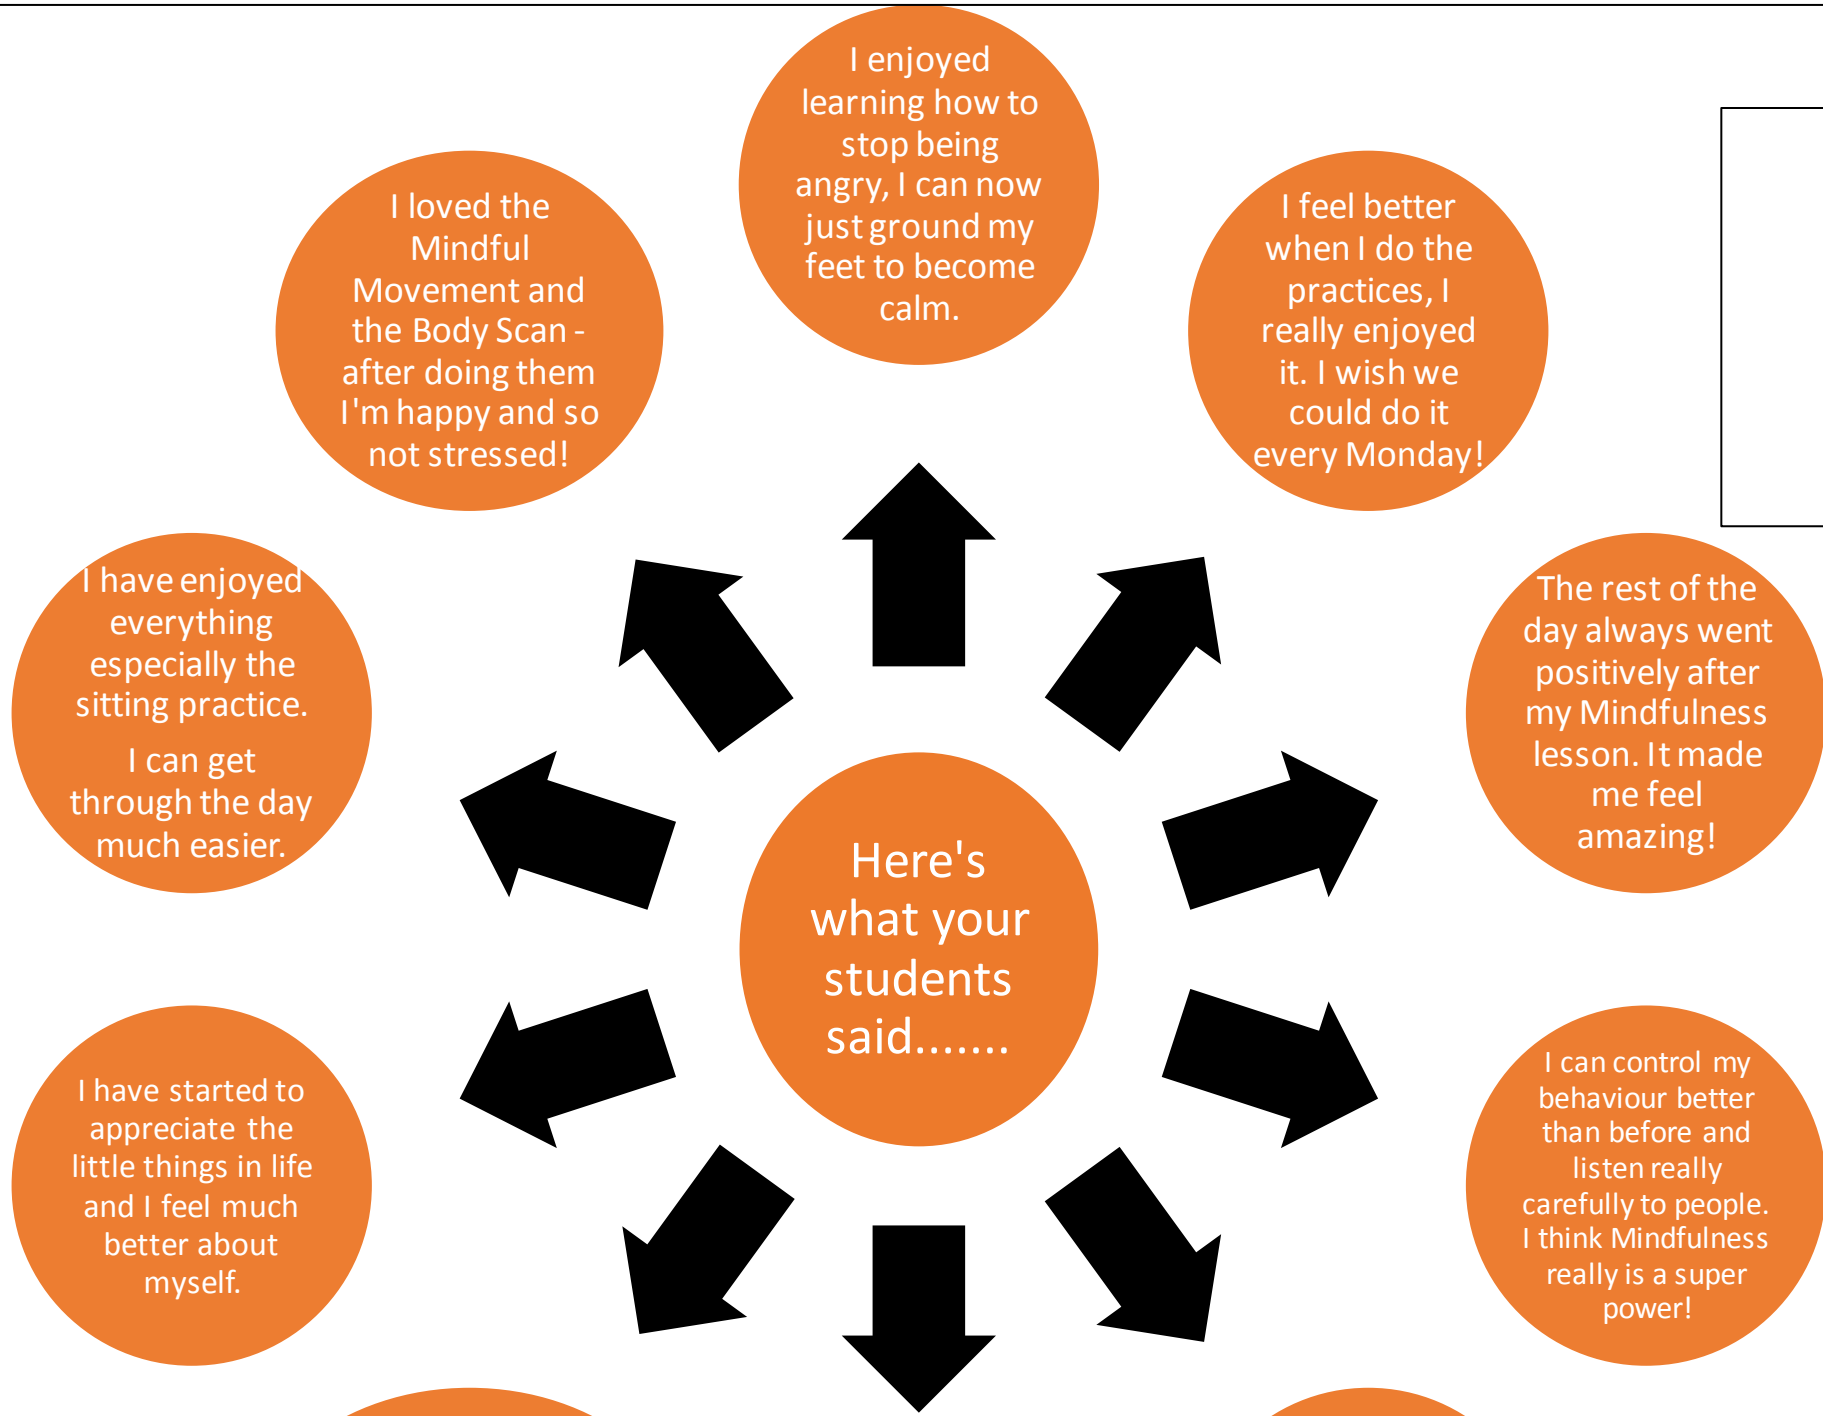 I enjoyed
learning how to
stop being
angry, I can now
just ground my
feet to become
calm.
I loved the
Mindful
Movement and
the Body Scan -
after doing them
I'm happy and so
not stressed!
I feel better
when I do the
practices, I
really enjoyed
it. I wish we
could do it
every Monday!
I have enjoyed
everything
especially the
sitting practice.
I can get
through the day
much easier.
The rest of the
day always went
positively after
my Mindfulness
lesson. It made
me feel
amazing!
Here's
what your
students
said.......
I have started to
appreciate the
little things in life
and I feel much
better about
myself.
I can control my
behaviour better
than before and
listen really
carefully to people.
I think Mindfulness
really is a super
power!